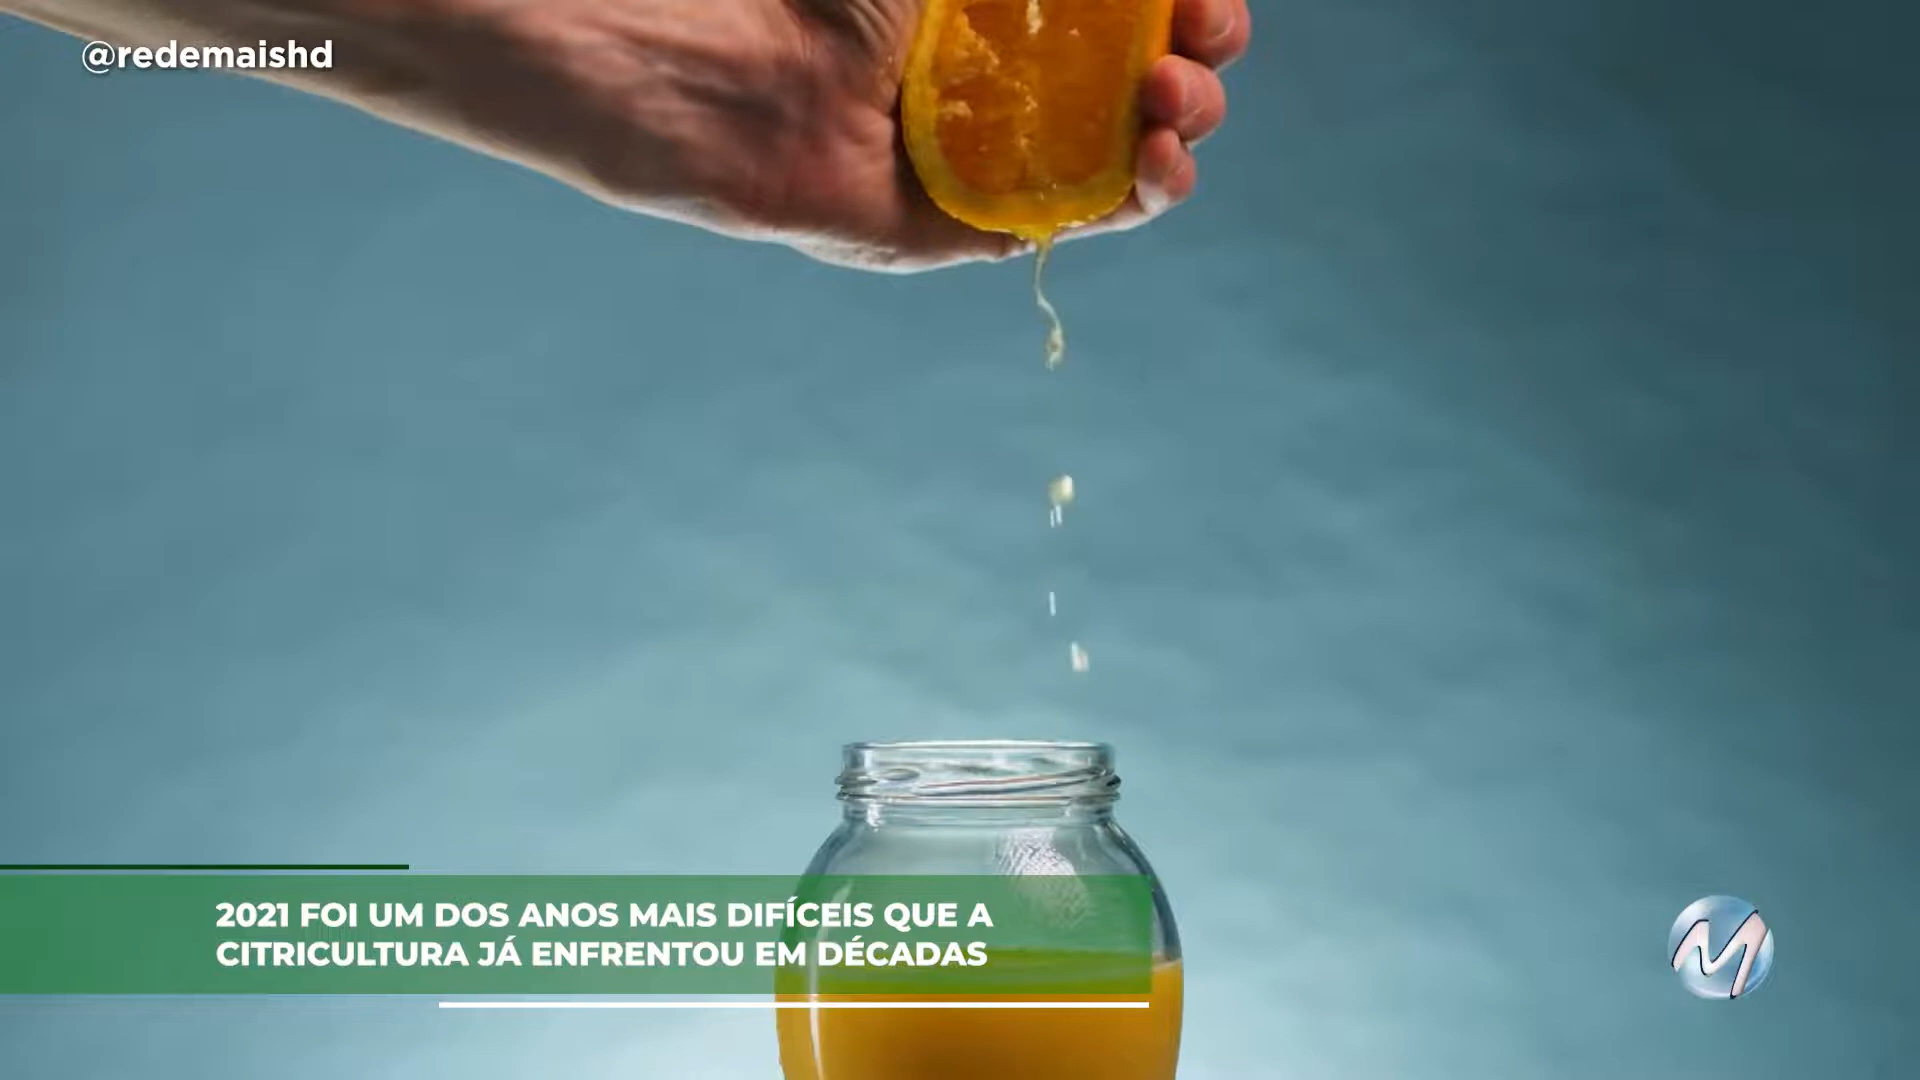 @redemaishd
2021 FOI UM DOS ANOS MAIS DIFÍCEIS QUE A
CITRICULTURA JÁ ENFRENTOU EM DÉCADAS
M